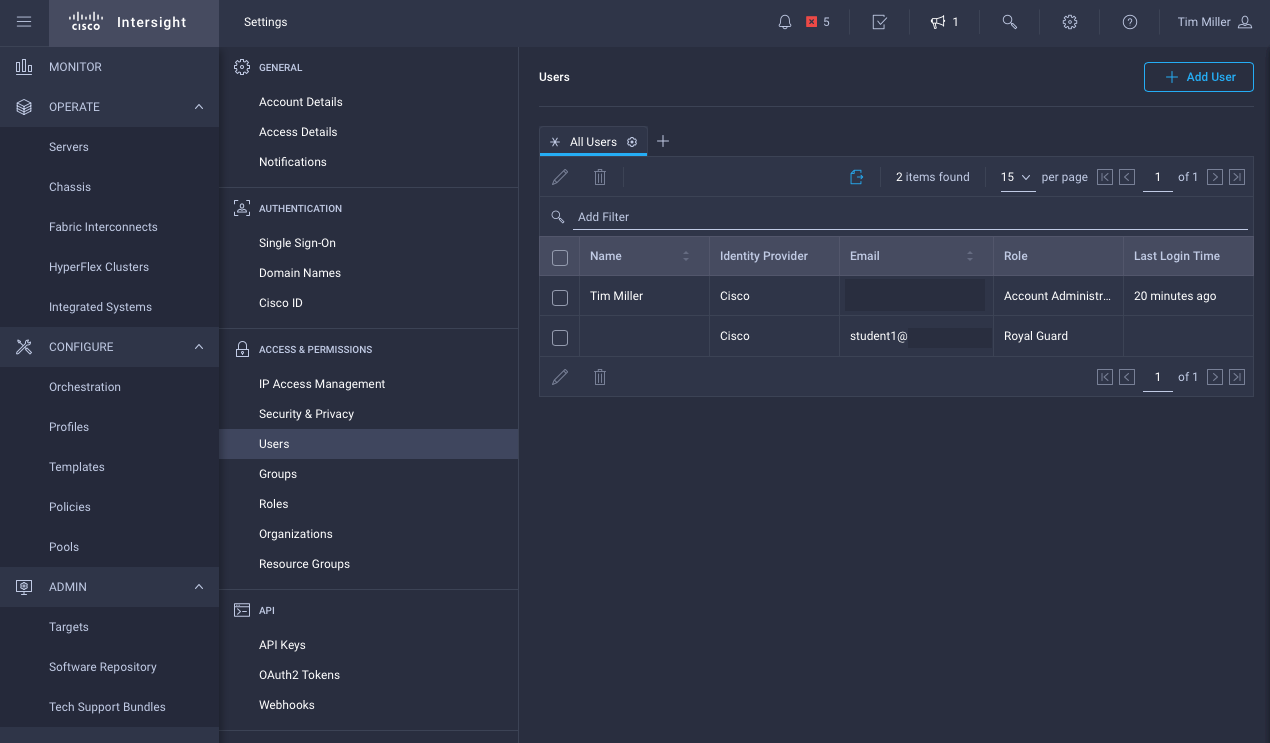 cisco Intersight
Settings
5
1
Tim Miller
MONITOR
OPERATE
Servers
Chassis
Fabric Interconnects
HyperFlex Clusters
Integrated Systems
CONFIGURE
Orchestration
Profiles
Templates
Policies
Pools
ADMIN
Targets
Software Repository
Tech Support Bundles
GENERAL
Account Details
Access Details
Notifications
AUTHENTICATION
Single Sign-On
Domain Names
Cisco ID
ACCESS & PERMISSIONS
IP Access Management
Security & Privacy
Users
Groups
Roles
Organizations
Resource Groups
API
API Keys
OAuth2 Tokens
Webhooks
Users
Add User
All Users
2 items found 15 per page 1 of 1
Add Filter
Name Identity Provider Email Role Last Login Time
Tim Miller Cisco Account Administr... 20 minutes ago
Cisco student1@ Royal Guard
1 of 1